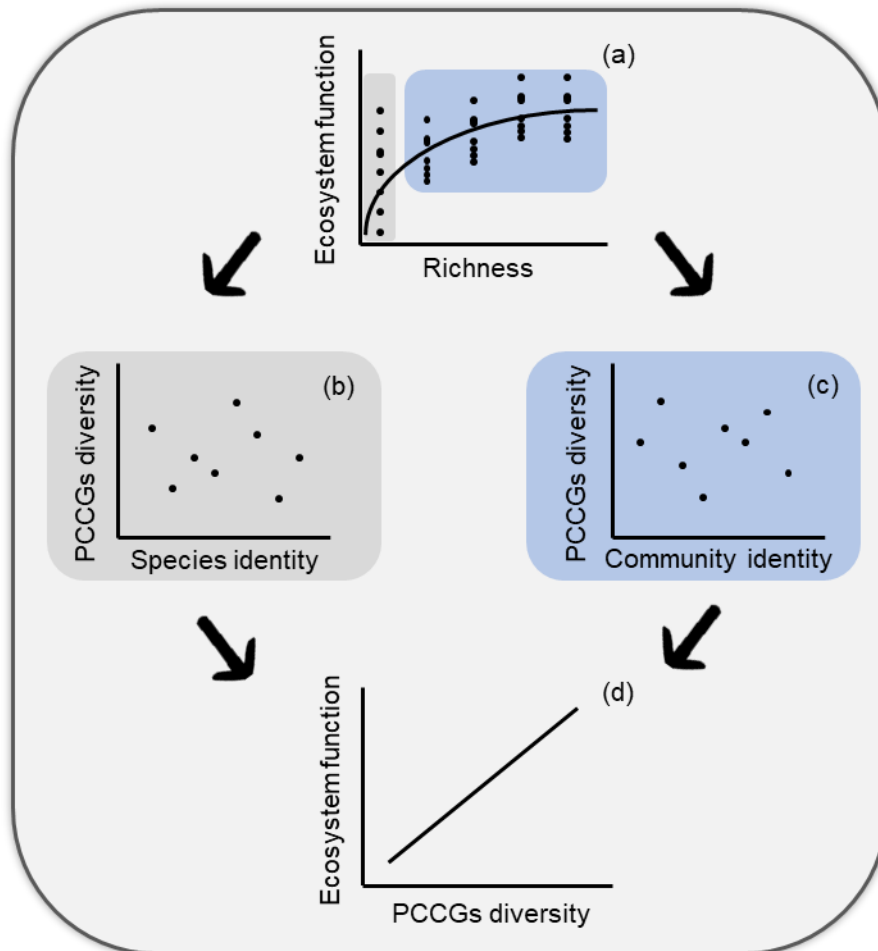 (a)
Ecosystem function
Richness
(b)
PCCGs diversity
Species identity
(c)
PCCGs diversity
Community identity
(d)
Ecosystem function
PCCGs diversity